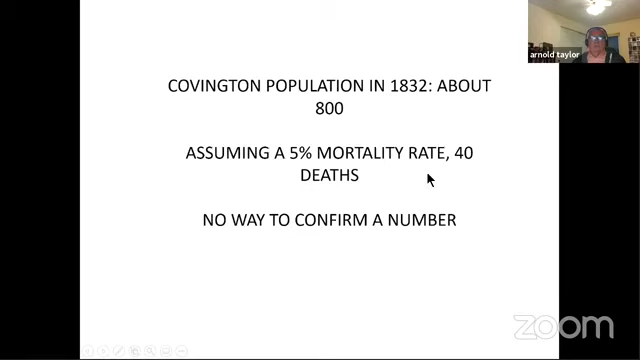 arnold taylor
COVINGTON POPULATION IN 1832: ABOUT
800
ASSUMING A 5% MORTALITY RATE, 40
DEATHS
NO WAY TO CONFIRM A NUMBER
zoom